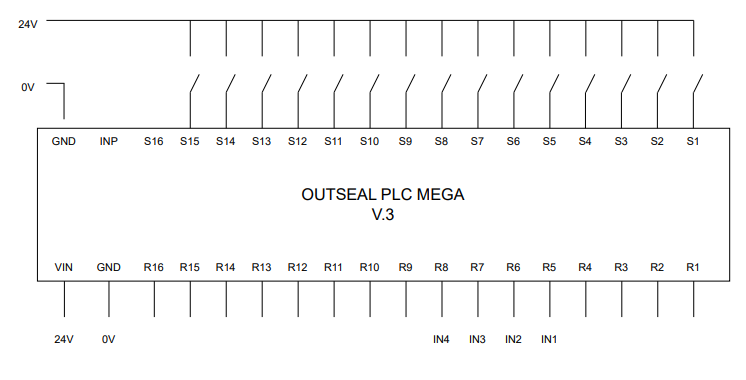 24V
0V
GND INP S16 S15 S14 S13 S12 S11 S10 S9 S8 S7 S6 S5 S4 S3 S2 S1
OUTSEAL PLC MEGA
V.3
VIN GND R16 R15 R14 R13 R12 R11 R10 R9 R8 R7 R6 R5 R4 R3 R2 R1
24V 0V IN4 IN3 IN2 IN1